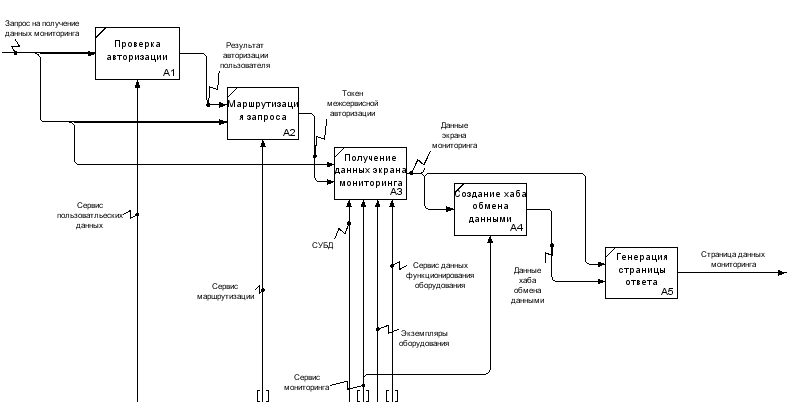 Запрос на получение
данных мониторинга
Проверка
авторизации
A1
Результат
авторизации
пользователя
Маршрутизаци
я запроса
A2
Токен
межсервисной
авторизации
Получение
данных экрана
мониторинга
A3
Данные
экрана
мониторинга
Создание хаба
обмена
данными
A4
Сервис
пользоватльеских
данных
СУБД
Сервис
маршрутизации
Сервис данных
функционирования
оборудования
Данные
хаба
обмена
данными
Генерация
страницы
ответа
A5
Страница данных
мониторинга
Экземпляры
оборудования
Сервис
мониторинга